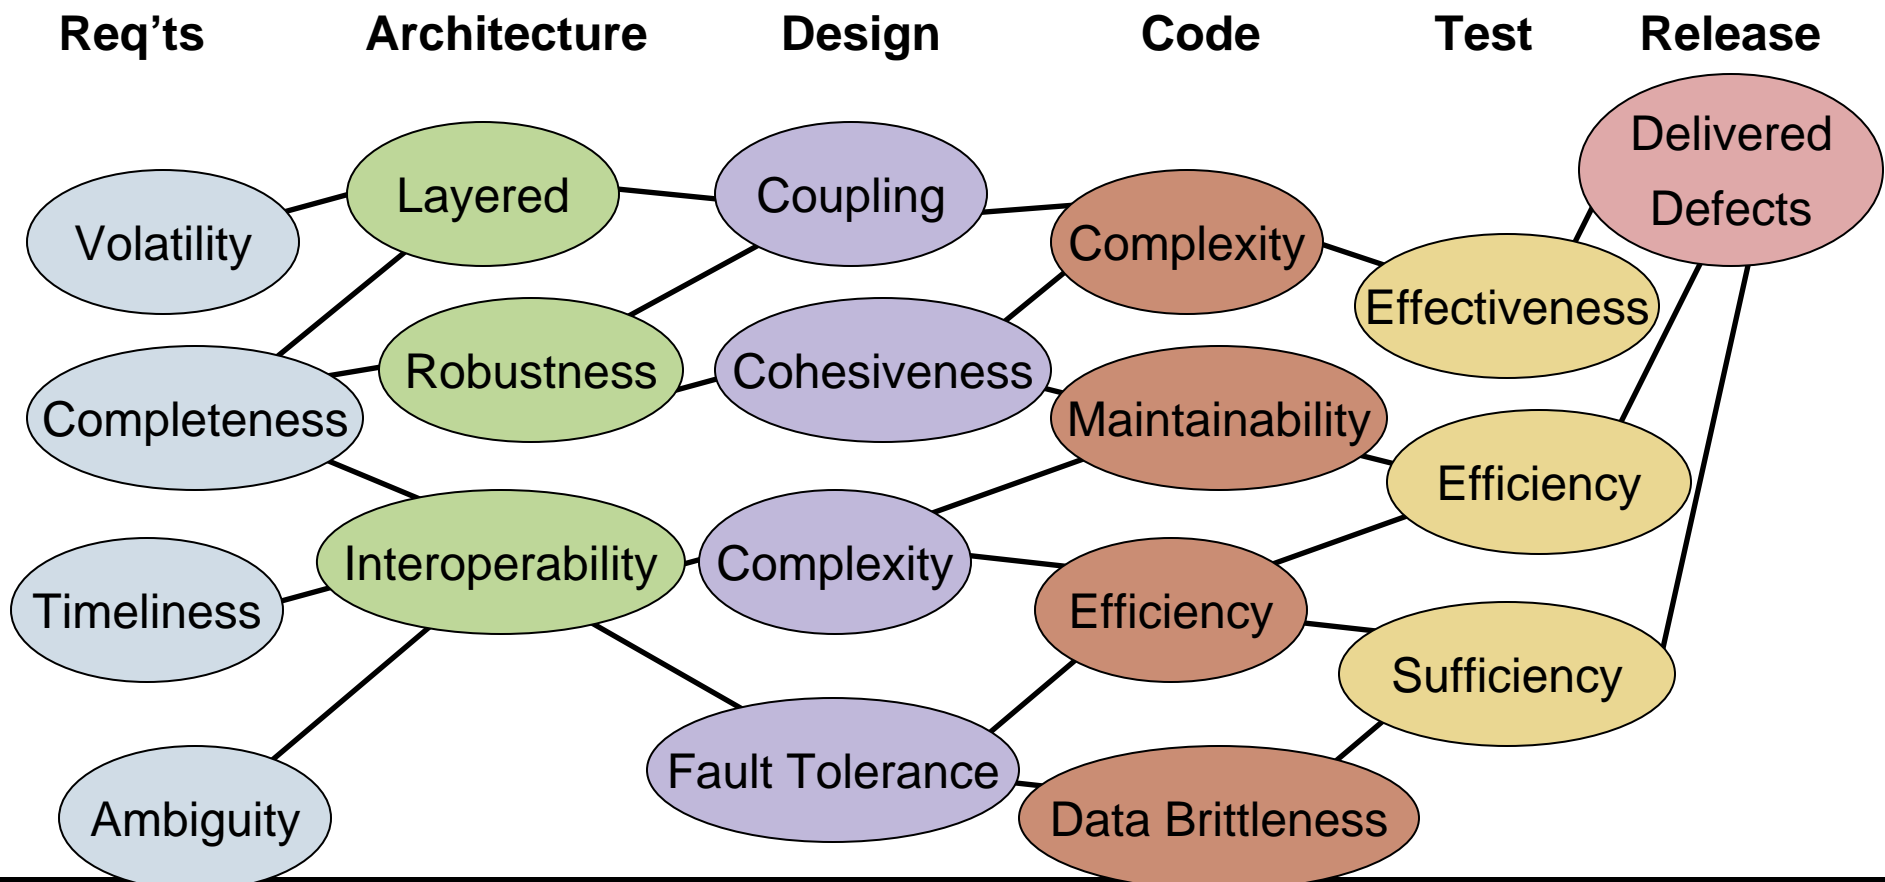 Req’ts Architecture Design Code Test Release
Volatility
Completeness
Timeliness
Ambiguity
Layered
Robustness
Interoperability
Coupling
Cohesiveness
Complexity
Fault Tolerance
Complexity
Maintainability
Efficiency
Data Brittleness
Effectiveness
Efficiency
Sufficiency
Delivered
Defects